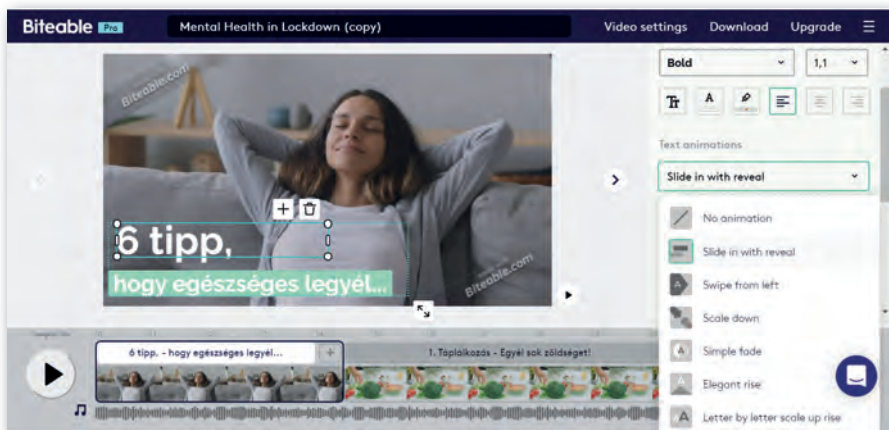 Biteable Pro
Mental Health in Lockdown (copy)
Video settings
Download
Upgrade
Biteable.com
6 tipp,
hogy egészséges legyél...
Biteable.com
Bold
1,1
Tr
A
Text animations
Slide in with reveal
No animation
Slide in with reveal
Swipe from left
Scale down
Simple fade
Elegant rise
Letter by letter scale up rise
6 tipp, - hogy egészséges legyél...
1. Táplálkozás - Egyél sok zöldséget!